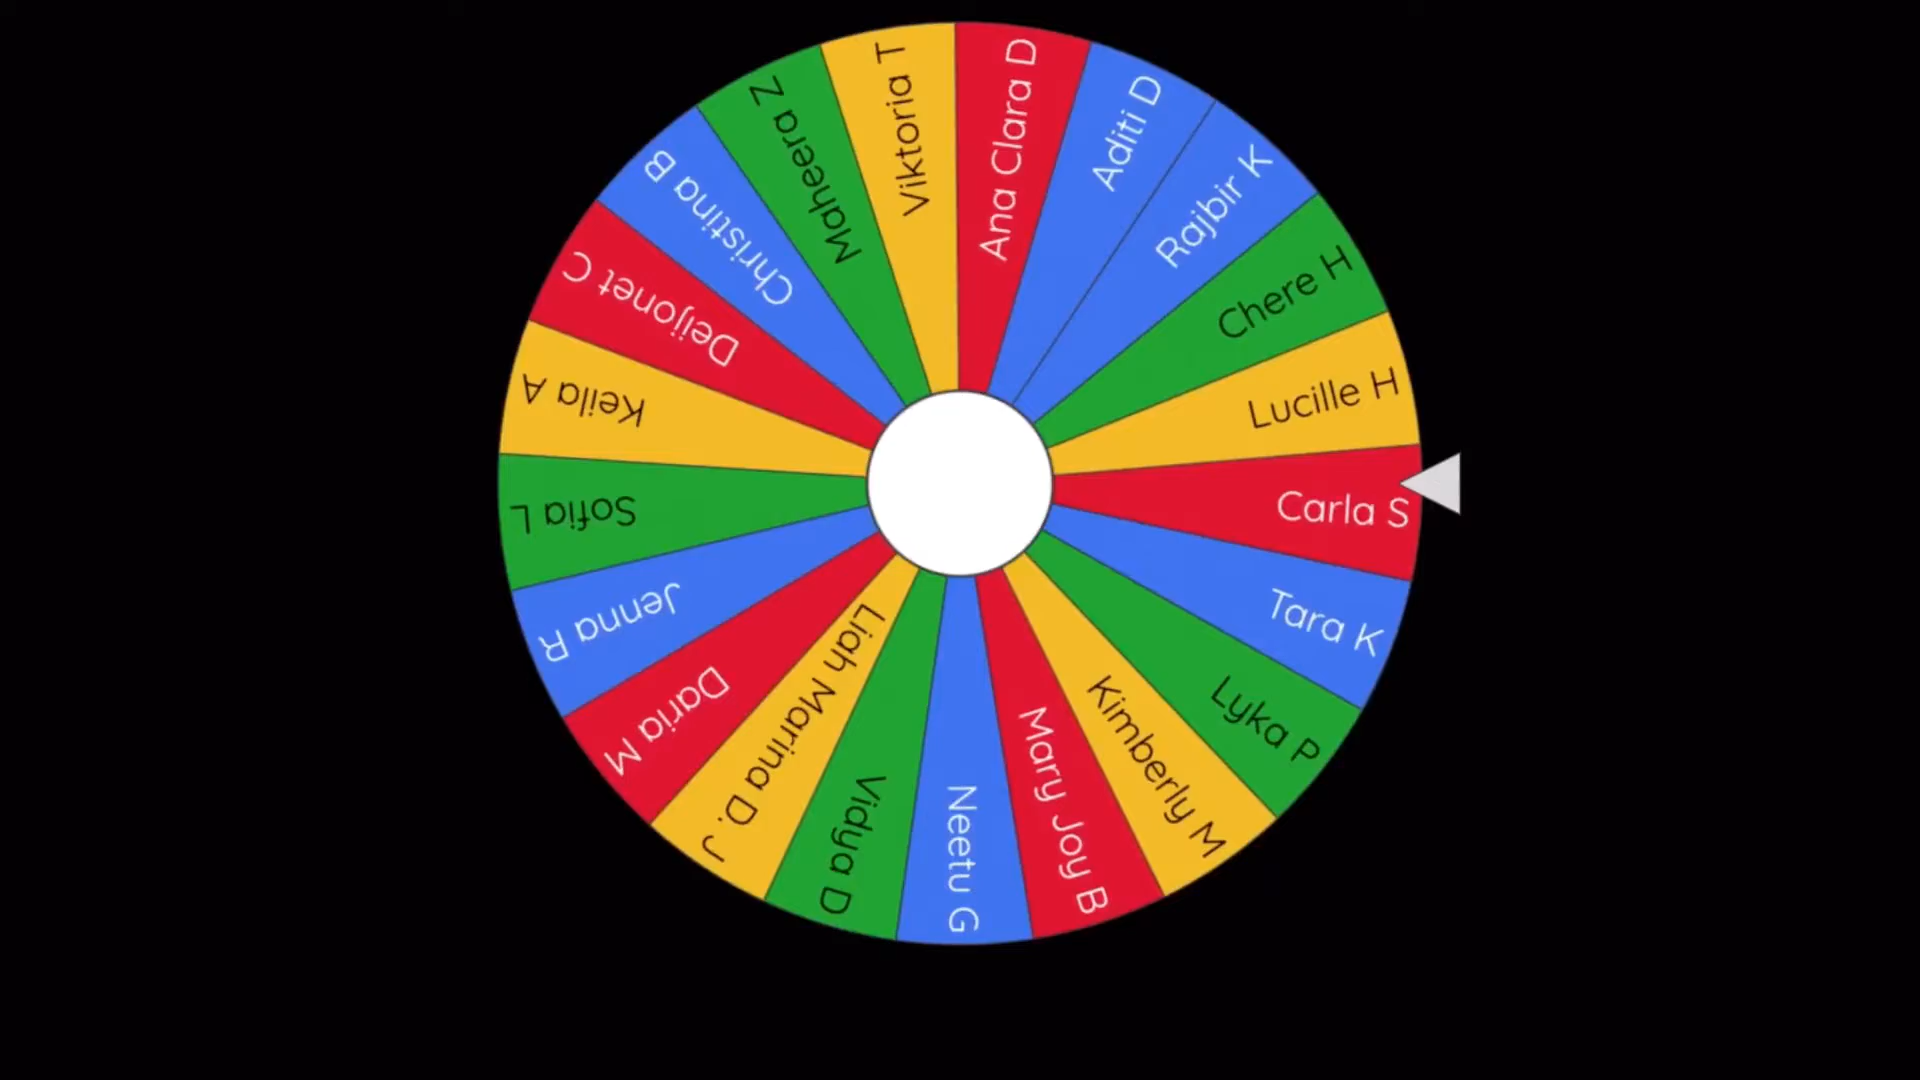 Ana Clara D
Aditi D
Rajbir K
Chere H
Lucille H
Carla S
Tara K
Lyka P
Kimberly M
Mary Joy B
Neetu G
Vidya D
Liah Marina D. J
Daria M
Jenna R
Sofia L
Keila A
Deijonet C
Christina B
Maheera Z
Viktoria T